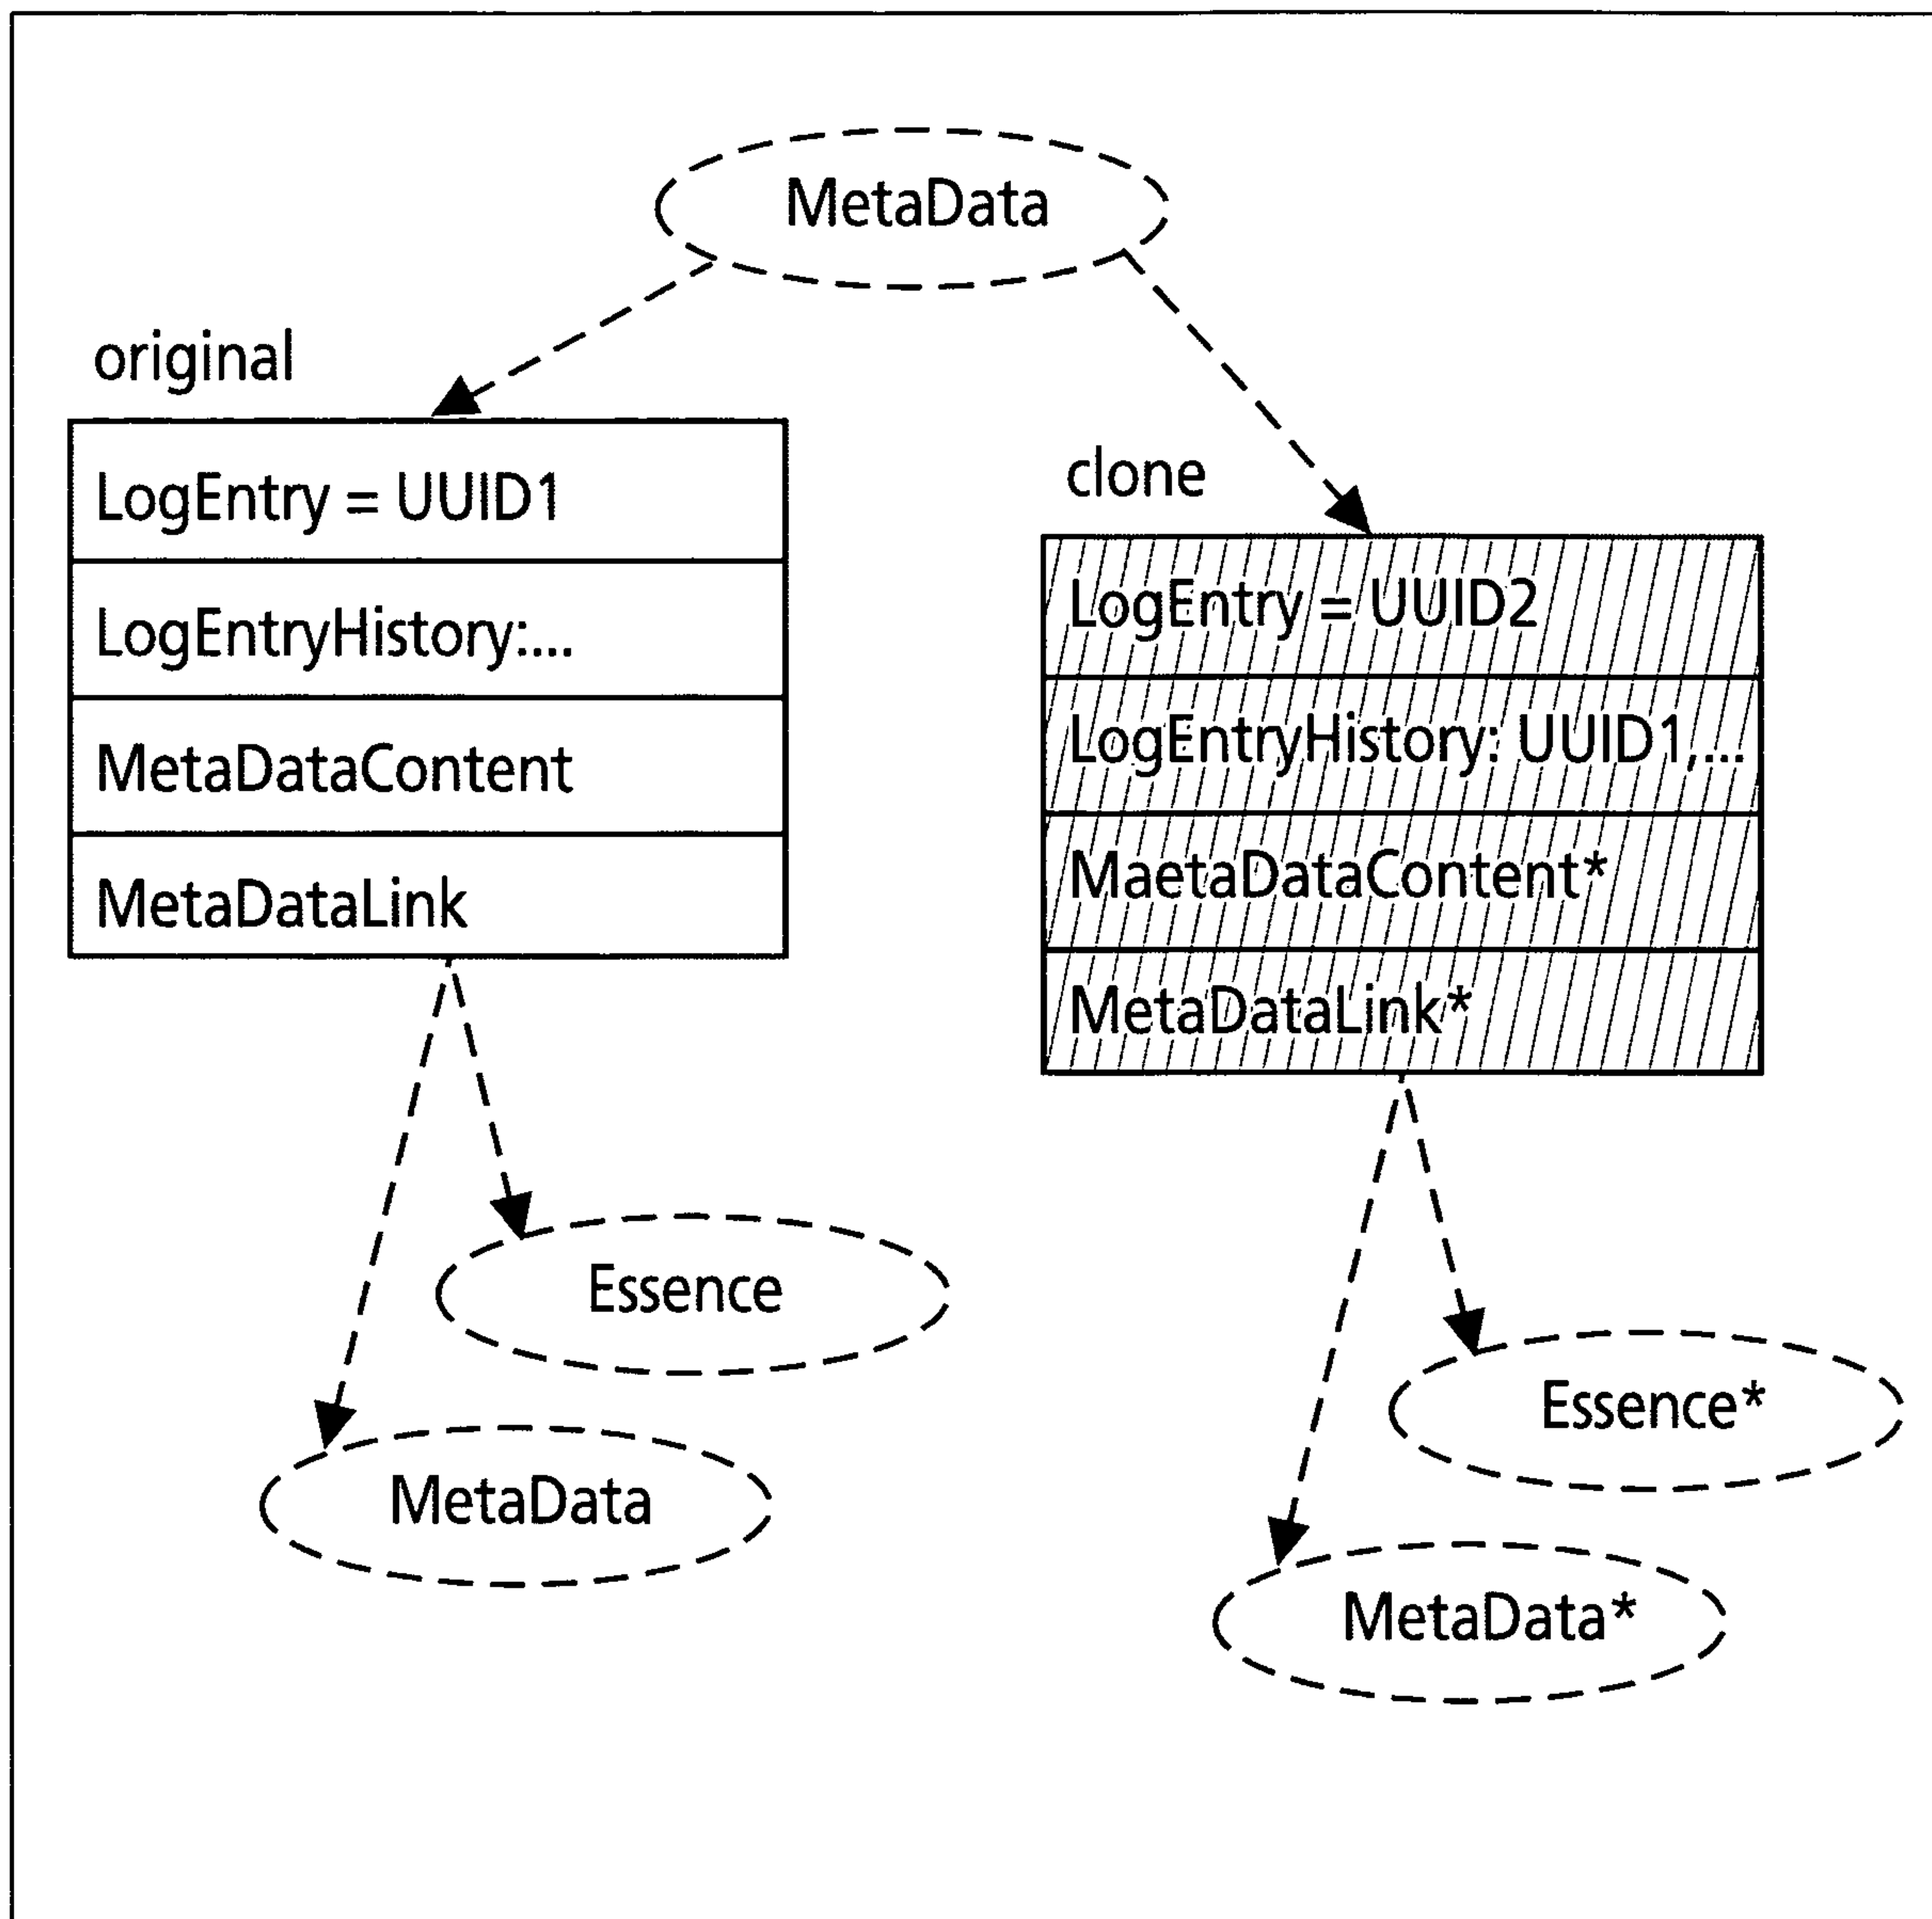 MetaData
original
LogEntry = UUID1
LogEntryHistory:....
MetaDataContent
MetaDataLink
clone
LogEntry = UUID2
LogEntryHistory: UUID1,...
MaetaDataContent*
MetaDataLink*
Essence
MetaData
Essence*
MetaData*